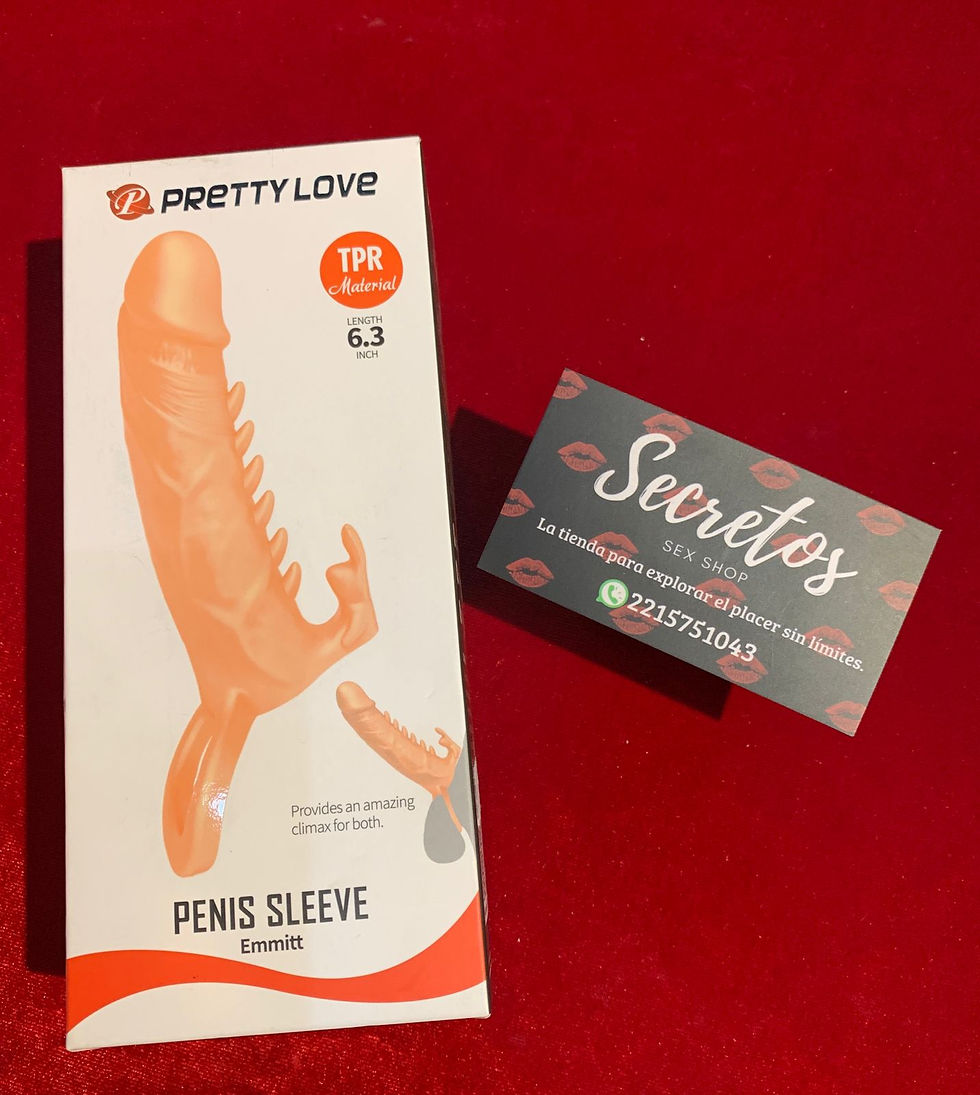 P PRETTY LOVE
TPR
Material
LENGTH
6.3
INCH
Provides an amazing
climax for both.
PENIS SLEEVE
Emmitt
Secretos
SEX SHOP
La tienda para explorar el placer sin límites.
2215751043